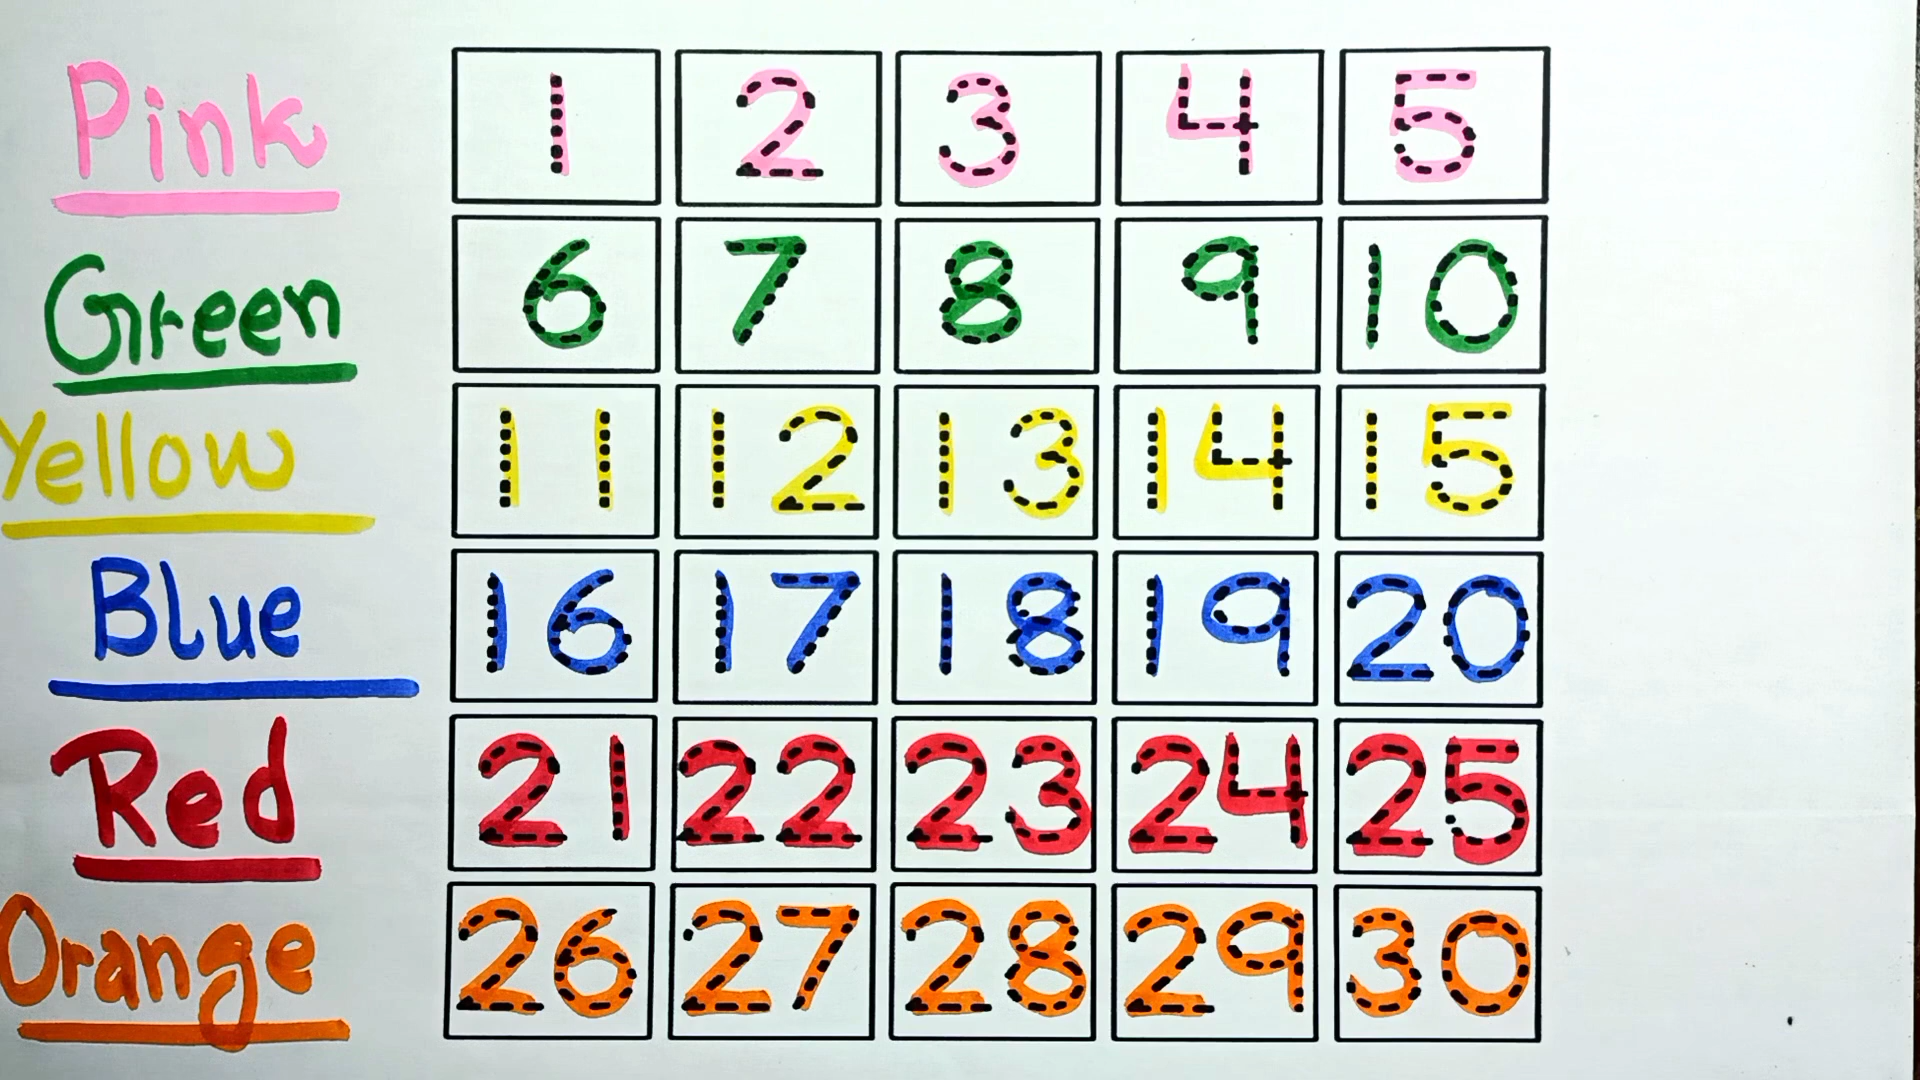 Pink 1 2 3 4 5
Green 6 7 8 9 10
Yellow 11 12 13 14 15
Blue 16 17 18 19 20
Red 21 22 23 24 25
Orange 26 27 28 29 30